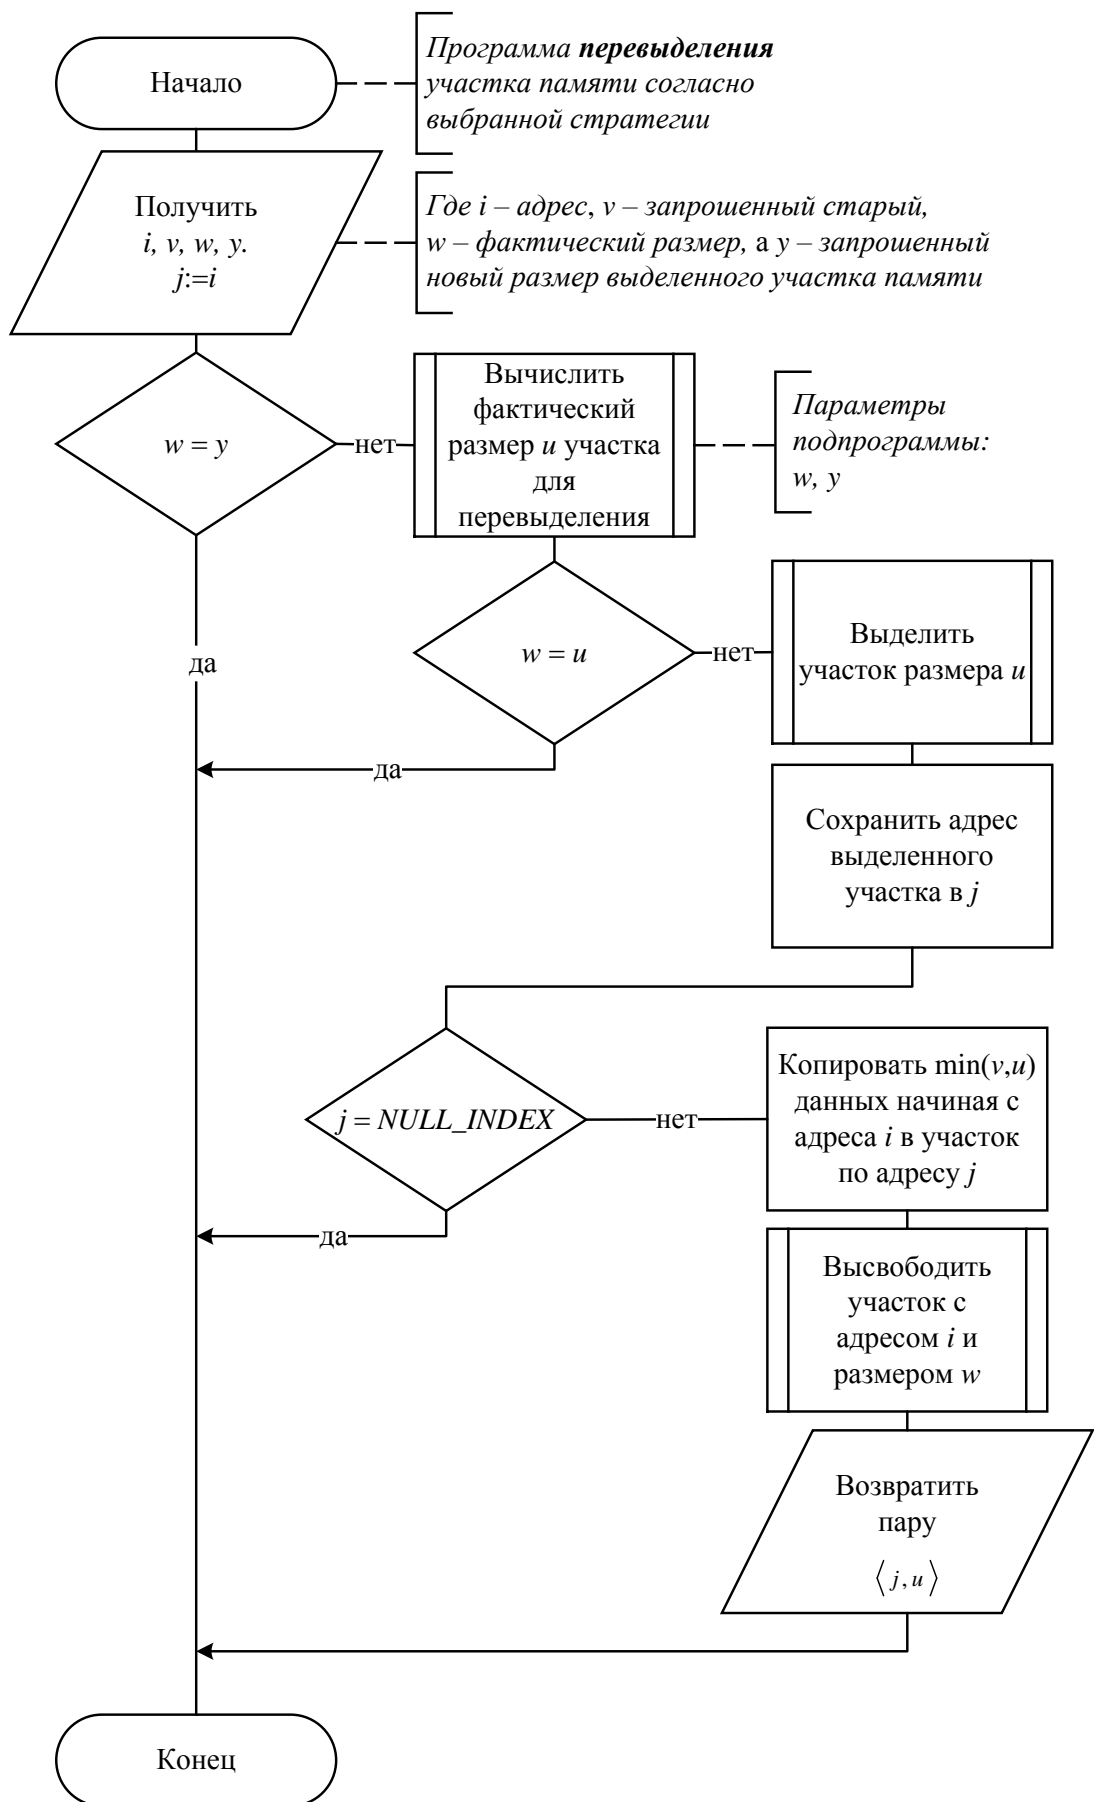 Начало
Программа перевыделения
участка памяти согласно
выбранной стратегии
Получить
i, v, w, y.
j:=i
Где i – адрес, v – запрошенный старый,
w – фактический размер, а y – запрошенный
новый размер выделенного участка памяти
w = y
нет
Вычислить
фактический
размер u участка
для
перевыделения
Параметры
подпрограммы:
w, y
да
w = u
нет
Выделить
участок размера u
да
Сохранить адрес
выделенного
участка в j
j = NULL_INDEX
нет
Копировать min(v,u)
данных начиная с
адреса i в участок
по адресу j
да
Высвободить
участок с
адресом i и
размером w
Возвратить
пару
⟨ j, u ⟩
Конец